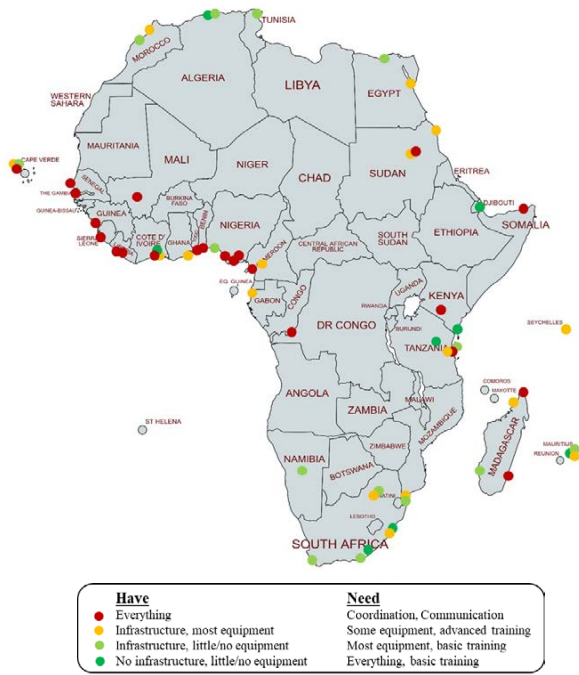 TUNISIA
MOROCCO
ALGERIA
LIBYA
EGYPT
WESTERN
SAHARA
MAURITANIA
MALI
NIGER
CHAD
SUDAN
ERITREA
CAPE VERDE
SENEGAL
THE GAMBIA
BURKINA
FASO
DJIBOUTI
GUINEA-BISSAU
GUINEA
BENIN
NIGERIA
SOMALIA
SIERRA
LEONE
COTE D'
IVOIRE
GHANA
CENTRAL AFRICAN
REPUBLIC
SOUTH
SUDAN
ETHIOPIA
EQ. GUINEA
GABON
CONGO
UGANDA
KENYA
RWANDA
DR CONGO
BURUNDI
SEYCHELLES
TANZANIA
COMOROS
MAYOTTE
ANGOLA
ZAMBIA
MALAWI
MOZAMBIQUE
ST HELENA
MADAGASCAR
ZIMBABWE
MAURITIUS
REUNION
NAMIBIA
BOTSWANA
LESOTHO
SOUTH AFRICA
Have Need
Everything Coordination, Communication
Infrastructure, most equipment Some equipment, advanced training
Infrastructure, little/no equipment Most equipment, basic training
No infrastructure, little/no equipment Everything, basic training